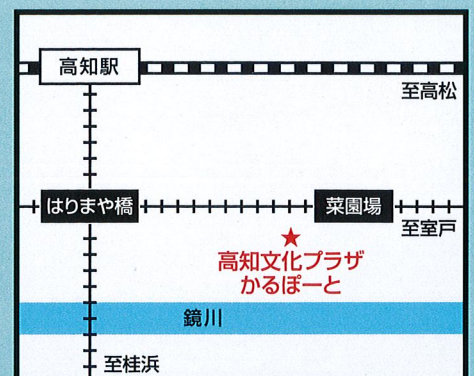 高知駅
至高松
はりまや橋
菜園場
至室戸
高知文化プラザ
かるぽーと
鏡川
至桂浜